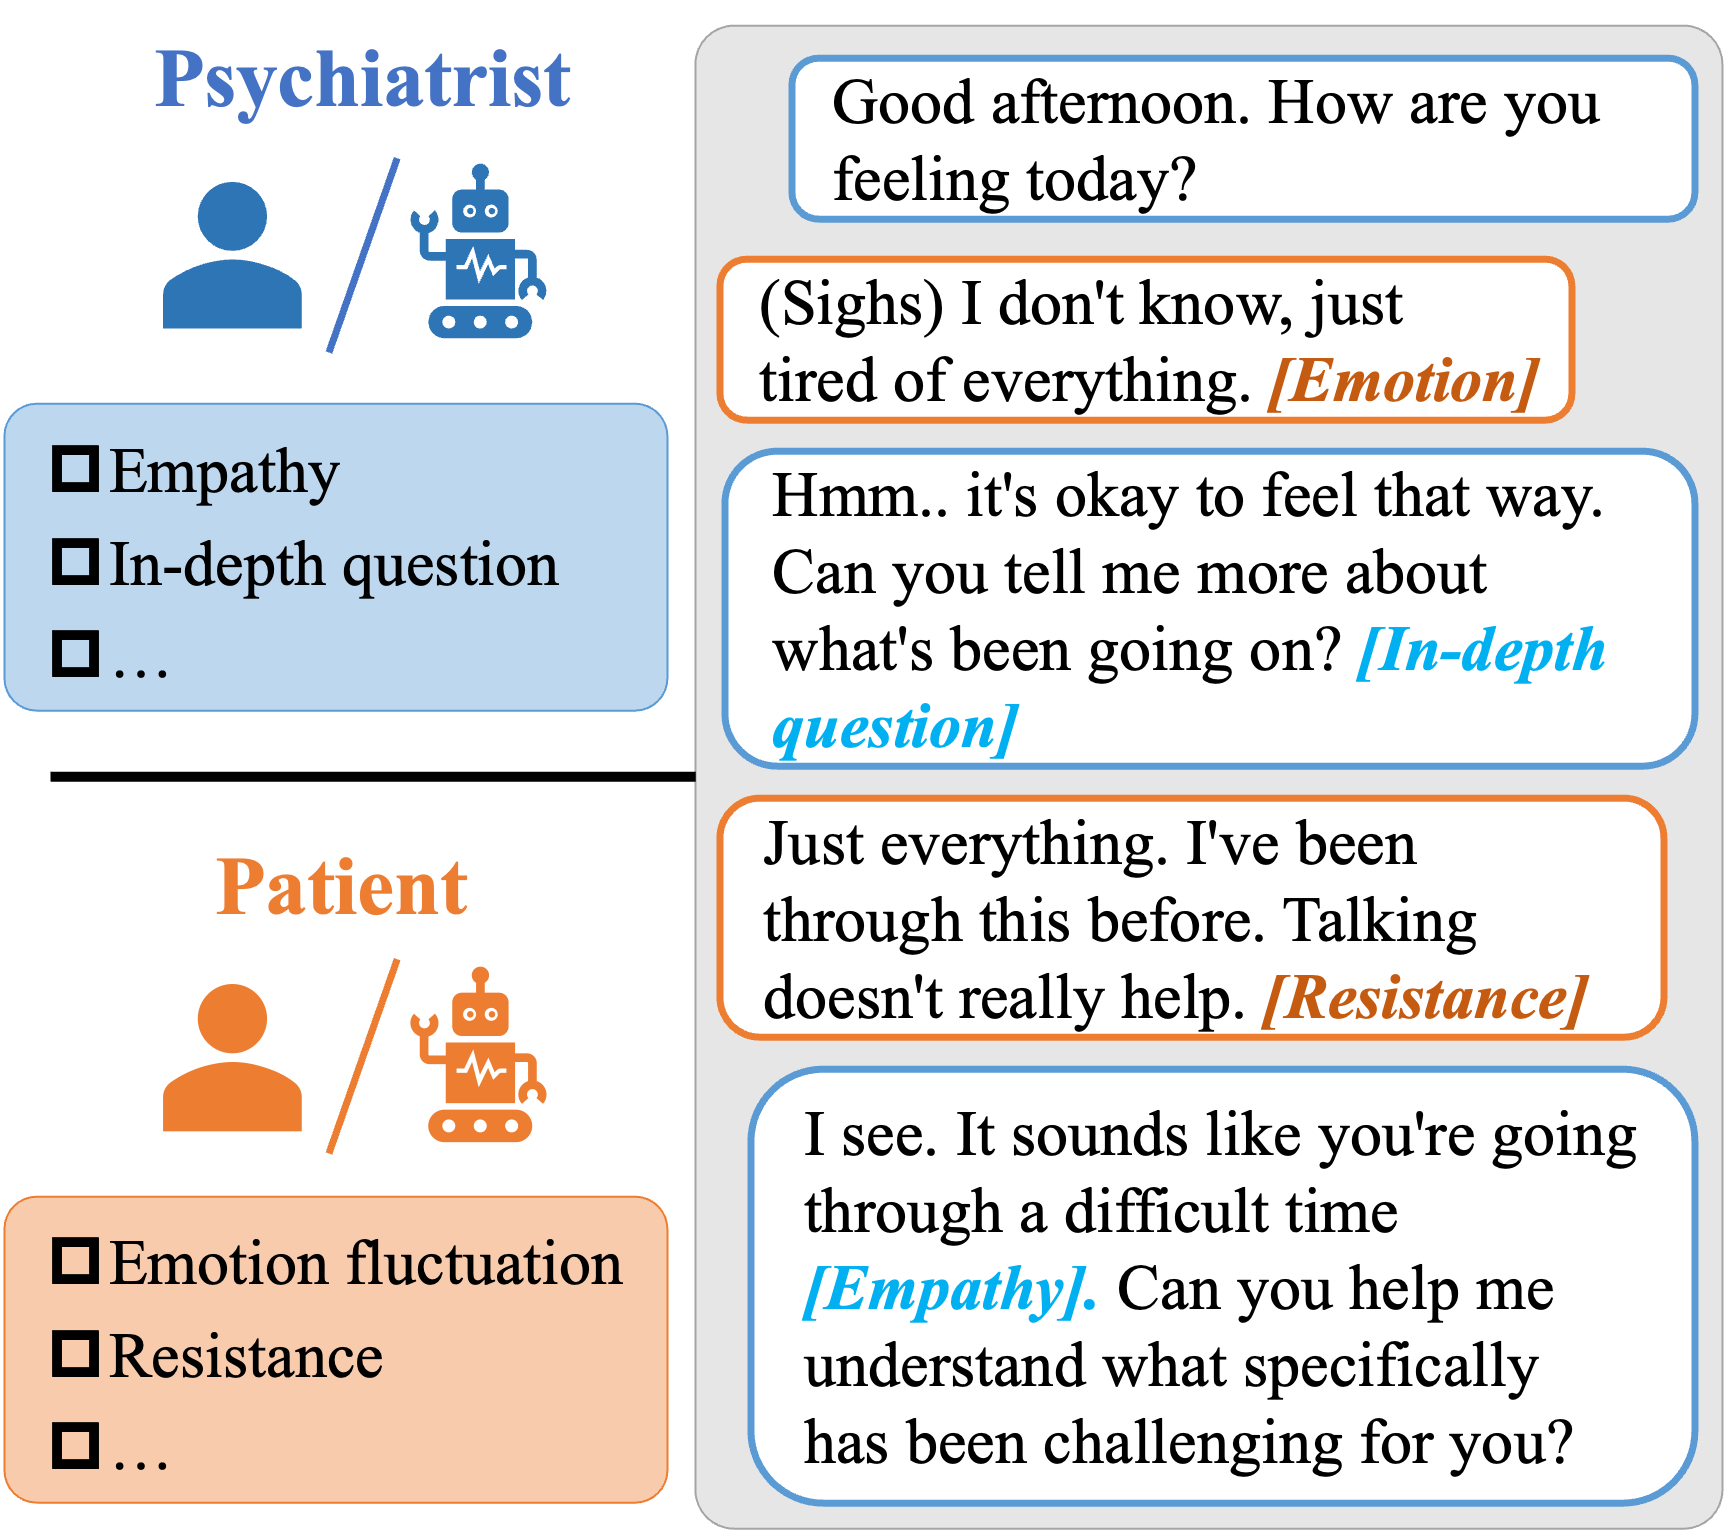 Psychiatrist
Empathy
In-depth question
…
Patient
Emotion fluctuation
Resistance
…
Good afternoon. How are you
feeling today?
(Sighs) I don't know, just
tired of everything. [Emotion]
Hmm.. it's okay to feel that way.
Can you tell me more about
what's been going on? [In-depth
question]
Just everything. I've been
through this before. Talking
doesn't really help. [Resistance]
I see. It sounds like you're going
through a difficult time
[Empathy]. Can you help me
understand what specifically
has been challenging for you?